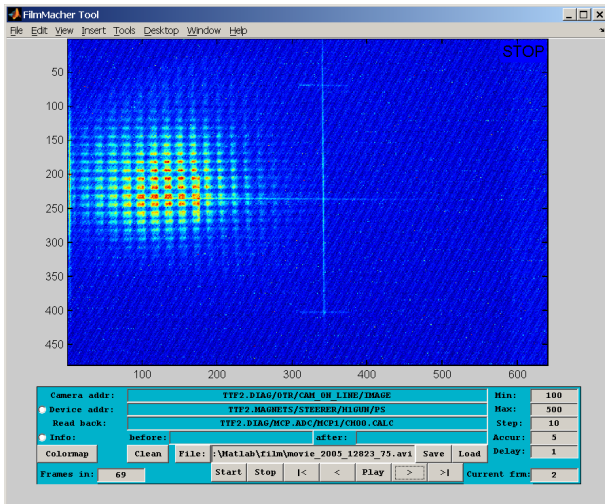 FilmMacher Tool
File Edit View Insert Tools Desktop Window Help
STOP
50
100
150
200
250
300
350
400
450
100 200 300 400 500 600
Camera addr: TTF2.DIAG/OTR/CAM_ON_LINE/IMAGE Min: 100
Device addr: TTF2.MAGNETS/STEERER/H1GUN/PS Max: 500
Read back: TTF2.DIAG/MCP.ADC/MCP1/CH00.CALC Step: 10
Info: before: after: Accur: 5
Colormap Clean File: :\Matlab\film\movie_2005_12823_75.avi Save Load Delay: 1
Frames in: 69 Start Stop |< < Play > >| Current frm: 2